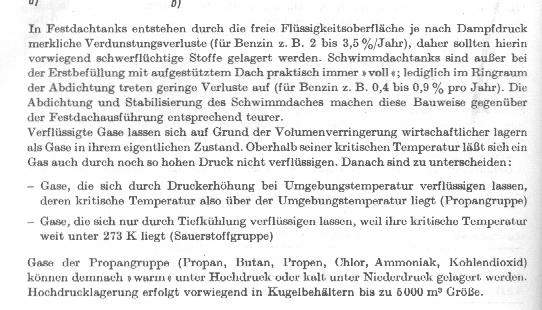 a) b)
In Festdachtanks entstehen durch die freie Flüssigkeitsoberfläche je nach Dampfdruck
merkliche Verdunstungsverluste (für Benzin z. B. 2 bis 3,5 %/Jahr), daher sollten hierin
vorwiegend schwerflüchtige Stoffe gelagert werden. Schwimmdachtanks sind außer bei
der Erstbefüllung mit aufgestütztem Dach praktisch immer »voll«; lediglich im Ringraum
der Abdichtung treten geringe Verluste auf (für Benzin z. B. 0,4 bis 0,9 % pro Jahr). Die
Abdichtung und Stabilisierung des Schwimmdaches machen diese Bauweise gegenüber
der Festdachausführung entsprechend teurer.
Verflüssigte Gase lassen sich auf Grund der Volumenverringerung wirtschaftlicher lagern
als Gase in ihrem eigentlichen Zustand. Oberhalb seiner kritischen Temperatur läßt sich ein
Gas auch durch noch so hohen Druck nicht verflüssigen. Danach sind zu unterscheiden:
– Gase, die sich durch Druckerhöhung bei Umgebungstemperatur verflüssigen lassen,
deren kritische Temperatur also über der Umgebungstemperatur liegt (Propangruppe)
– Gase, die sich nur durch Tiefkühlung verflüssigen lassen, weil ihre kritische Temperatur
weit unter 273 K liegt (Sauerstoffgruppe)
Gase der Propangruppe (Propan, Butan, Propen, Chlor, Ammoniak, Kohlendioxid)
können demnach »warm« unter Hochdruck oder kalt unter Niederdruck gelagert werden.
Hochdrucklagerung erfolgt vorwiegend in Kugelbehältern bis zu 5000 m³ Größe.